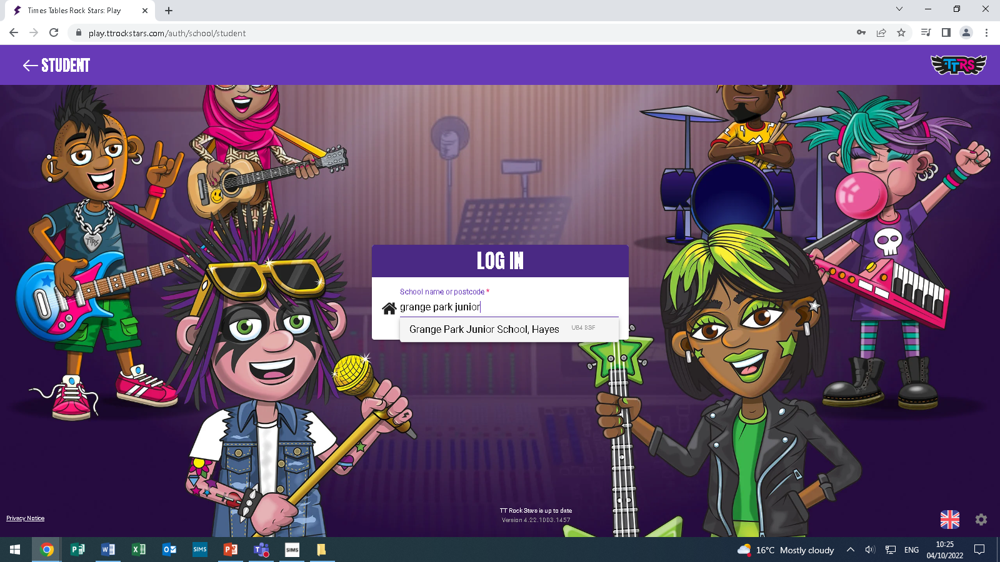 Times Tables Rock Stars: Play
play.ttrockstars.com/auth/school/student
STUDENT
TTRS
TTRS
LOG IN
School name or postcode *
grange park junior
Grange Park Junior School, Hayes UB4 8SF
TT Rock Stars is up to date
Version 4.22.1003.1457
Privacy Notice
SIMS
SIMS
16°C Mostly cloudy
ENG
10:25
04/10/2022